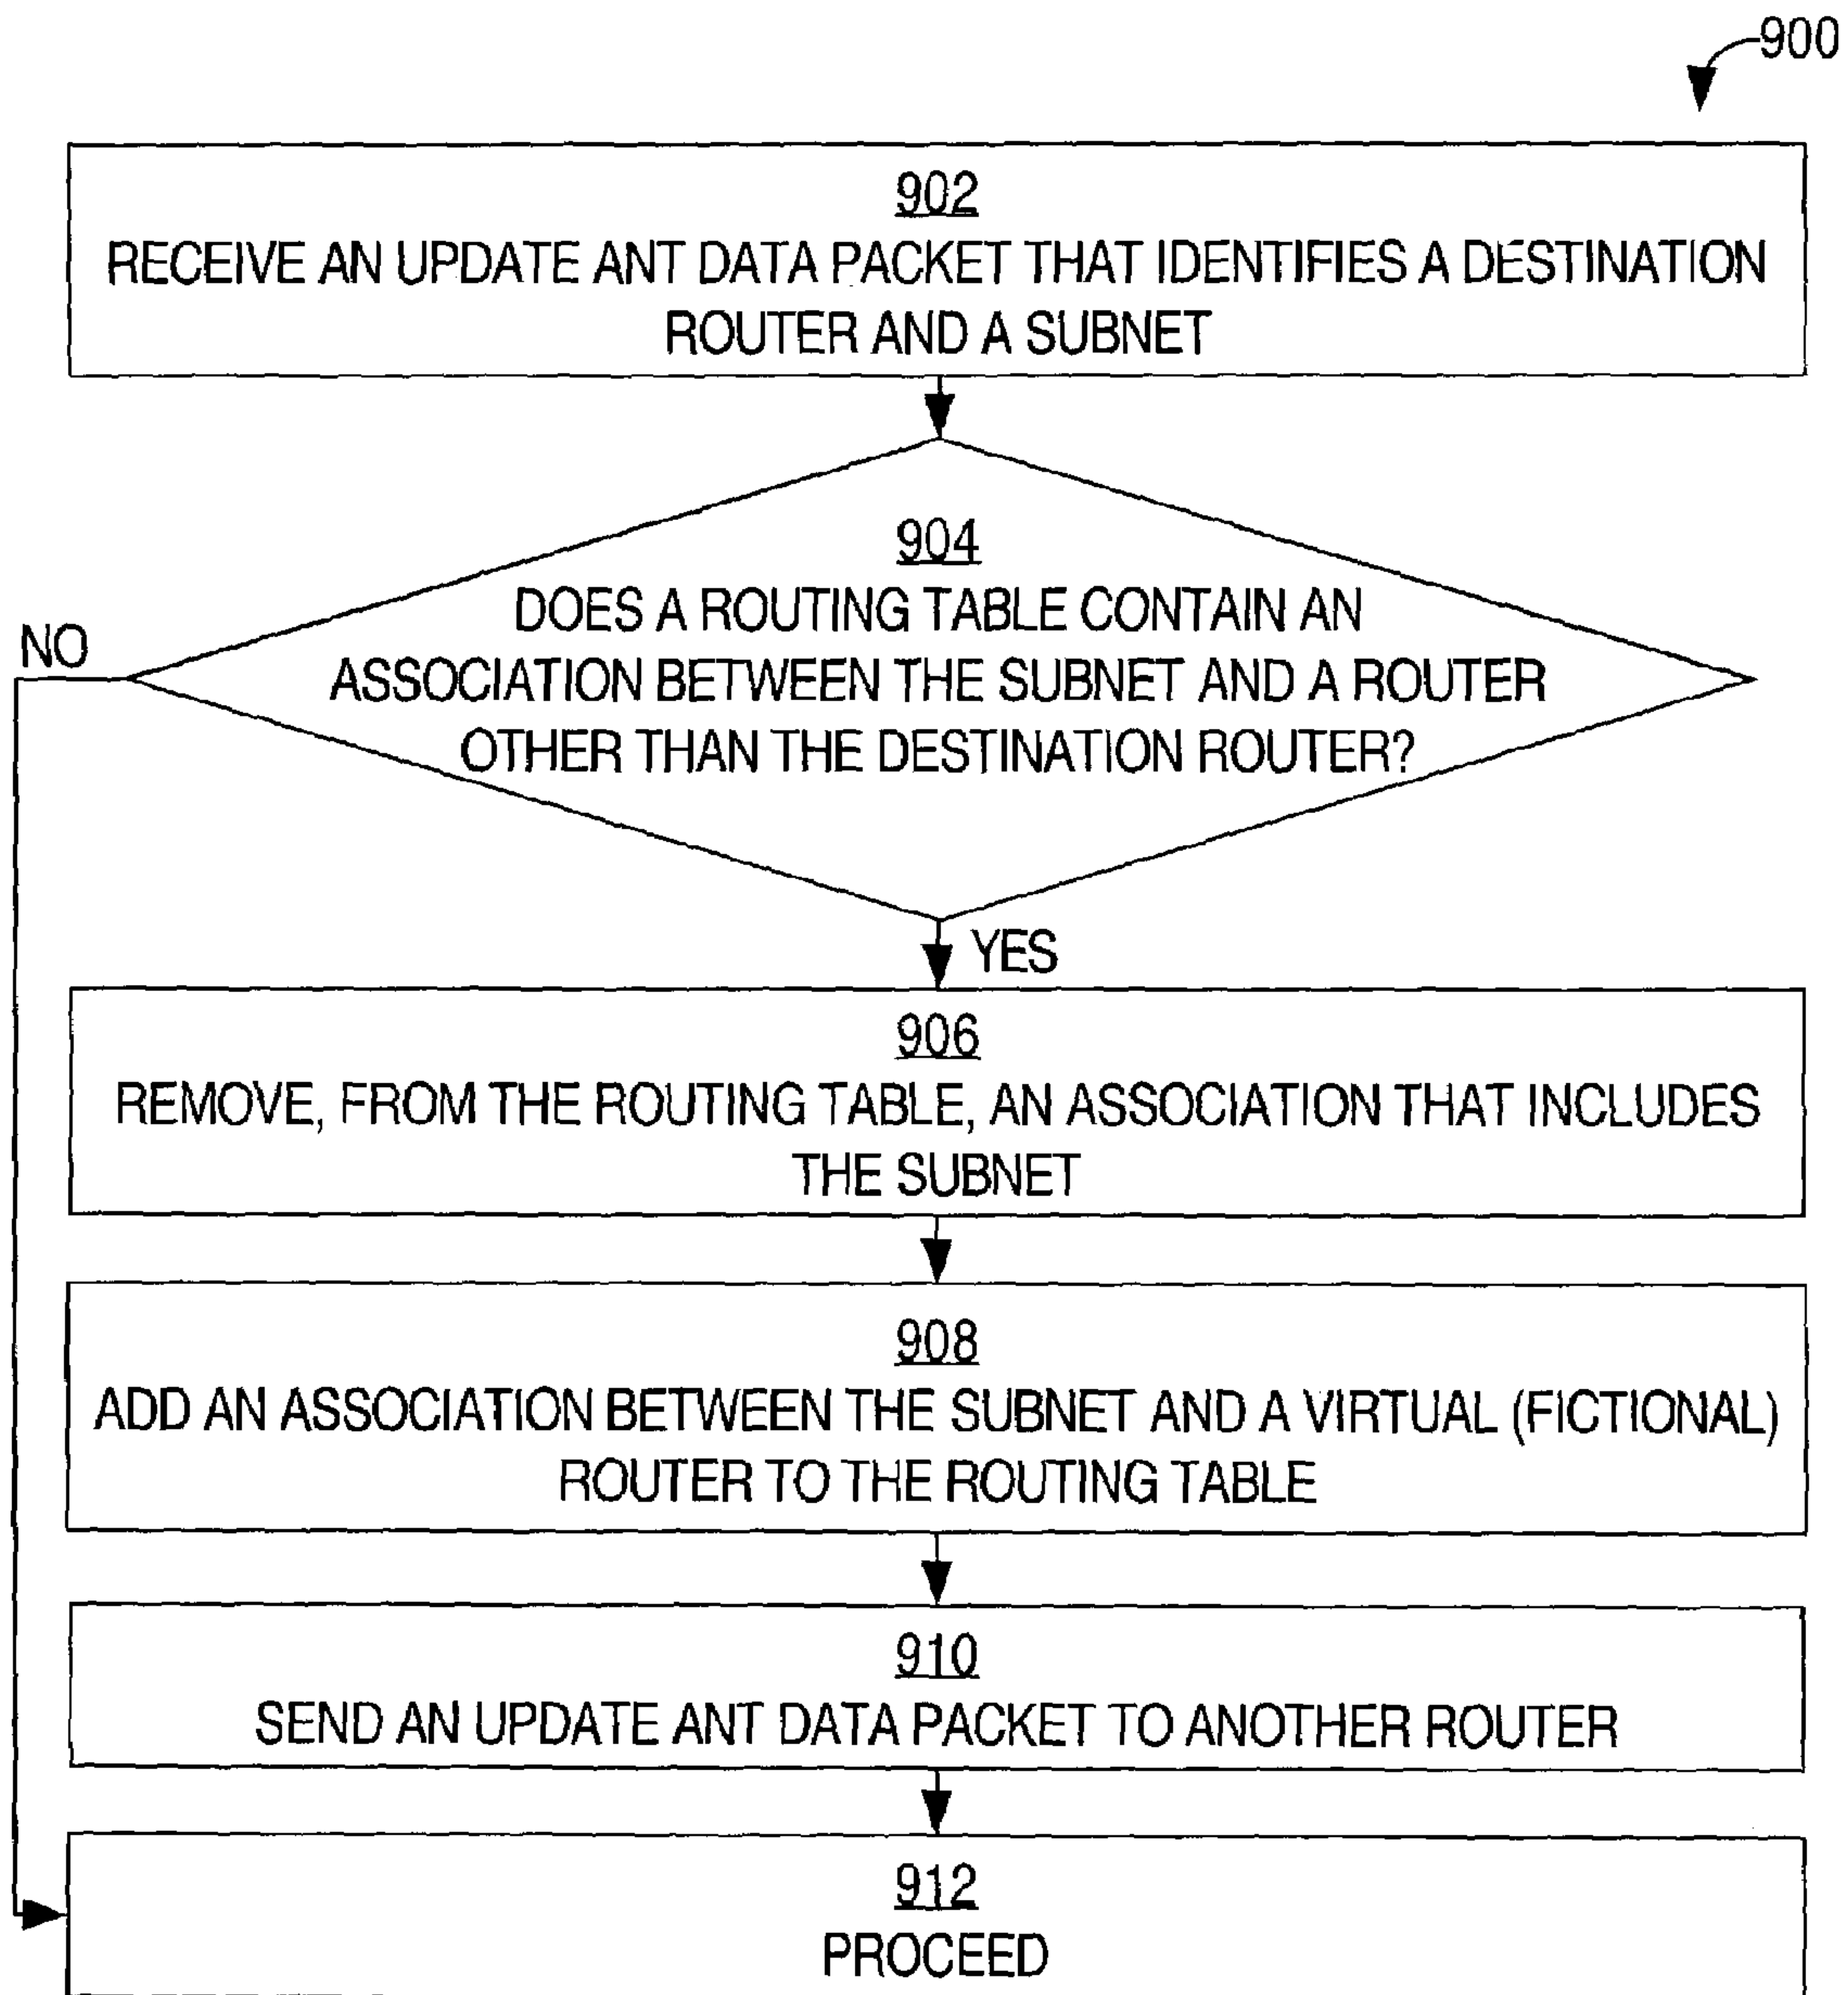 900
902
RECEIVE AN UPDATE ANT DATA PACKET THAT IDENTIFIES A DESTINATION
ROUTER AND A SUBNET
904
DOES A ROUTING TABLE CONTAIN AN
ASSOCIATION BETWEEN THE SUBNET AND A ROUTER
OTHER THAN THE DESTINATION ROUTER?
NO
YES
906
REMOVE, FROM THE ROUTING TABLE, AN ASSOCIATION THAT INCLUDES
THE SUBNET
908
ADD AN ASSOCIATION BETWEEN THE SUBNET AND A VIRTUAL (FICTIONAL)
ROUTER TO THE ROUTING TABLE
910
SEND AN UPDATE ANT DATA PACKET TO ANOTHER ROUTER
912
PROCEED